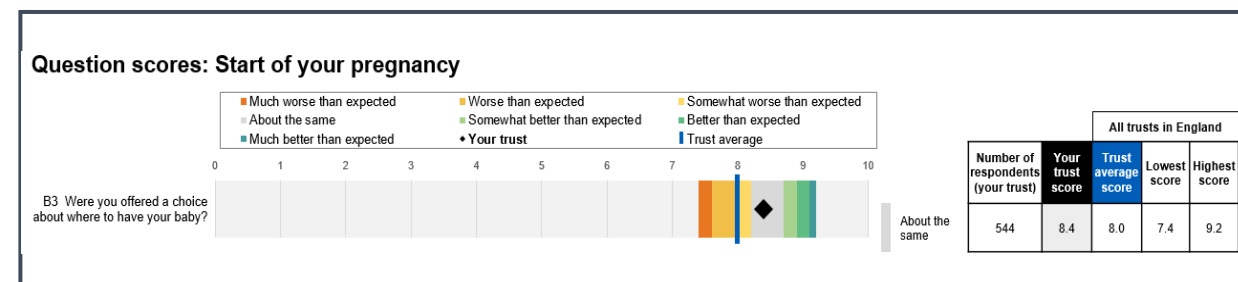 Question scores: Start of your pregnancy
Much worse than expected
Worse than expected
Somewhat worse than expected
About the same
Somewhat better than expected
Better than expected
Much better than expected
Your trust
Trust average
All trusts in England
0 1 2 3 4 5 6 7 8 9 10
Number of
respondents
(your trust)
Your
trust
score
Trust
average
score
Lowest
score
Highest
score
B3 Were you offered a choice
about where to have your baby?
About the
same
544 8.4 8.0 7.4 9.2